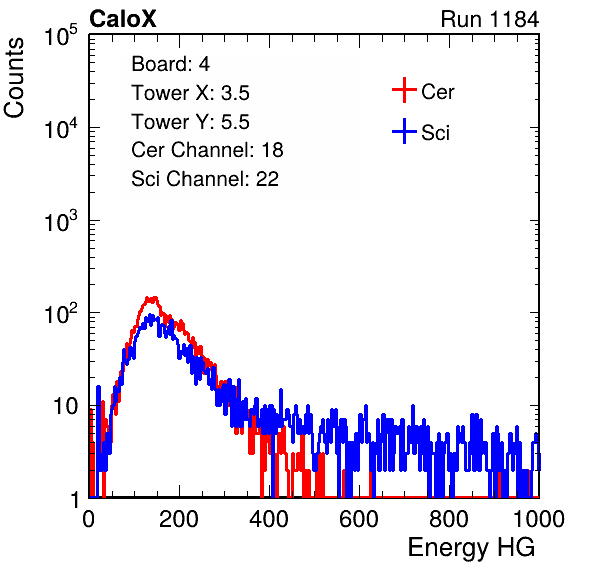 CaloX Run 1184
Counts
10^5
10^4
10^3
10^2
10
1
Board: 4
Tower X: 3.5
Tower Y: 5.5
Cer Channel: 18
Sci Channel: 22
Cer
Sci
0 200 400 600 800 1000
Energy HG